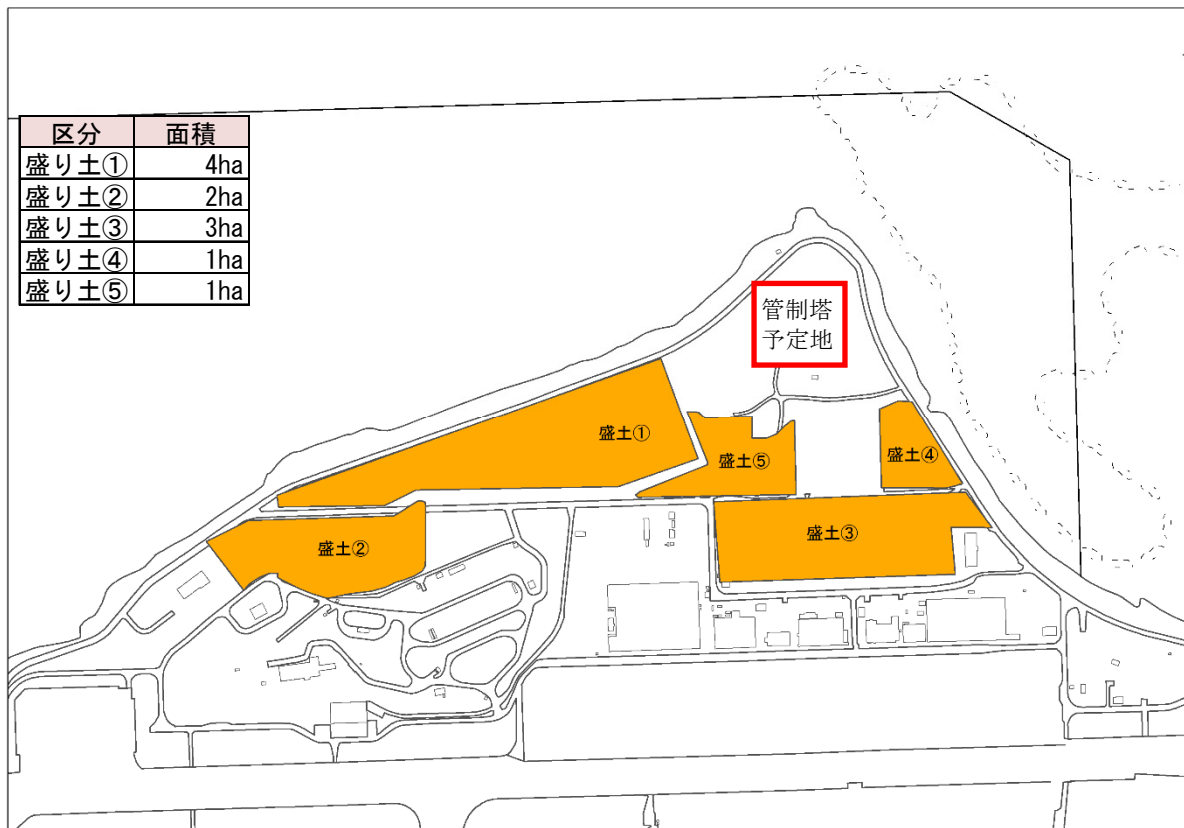 区分 面積
盛り土① 4ha
盛り土② 2ha
盛り土③ 3ha
盛り土④ 1ha
盛り土⑤ 1ha
管制塔
予定地
盛土①
盛土⑤
盛土④
盛土③
盛土②